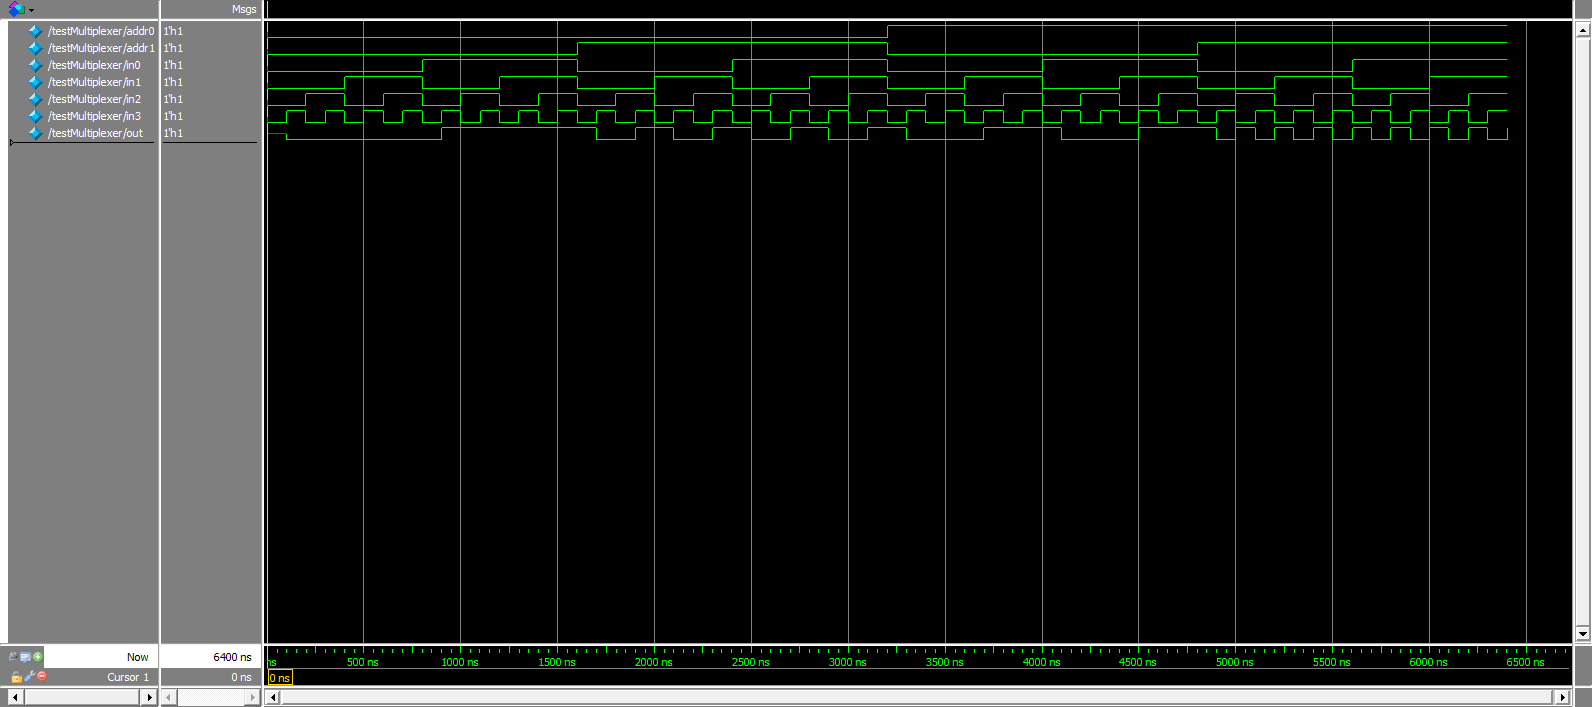 Msgs
/testMultiplexer/addr0 1'h1
/testMultiplexer/addr1 1'h1
/testMultiplexer/in0 1'h1
/testMultiplexer/in1 1'h1
/testMultiplexer/in2 1'h1
/testMultiplexer/in3 1'h1
/testMultiplexer/out 1'h1
Now 6400 ns ns 500 ns 1000 ns 1500 ns 2000 ns 2500 ns 3000 ns 3500 ns 4000 ns 4500 ns 5000 ns 5500 ns 6000 ns 6500 ns
Cursor 1 0 ns 0 ns